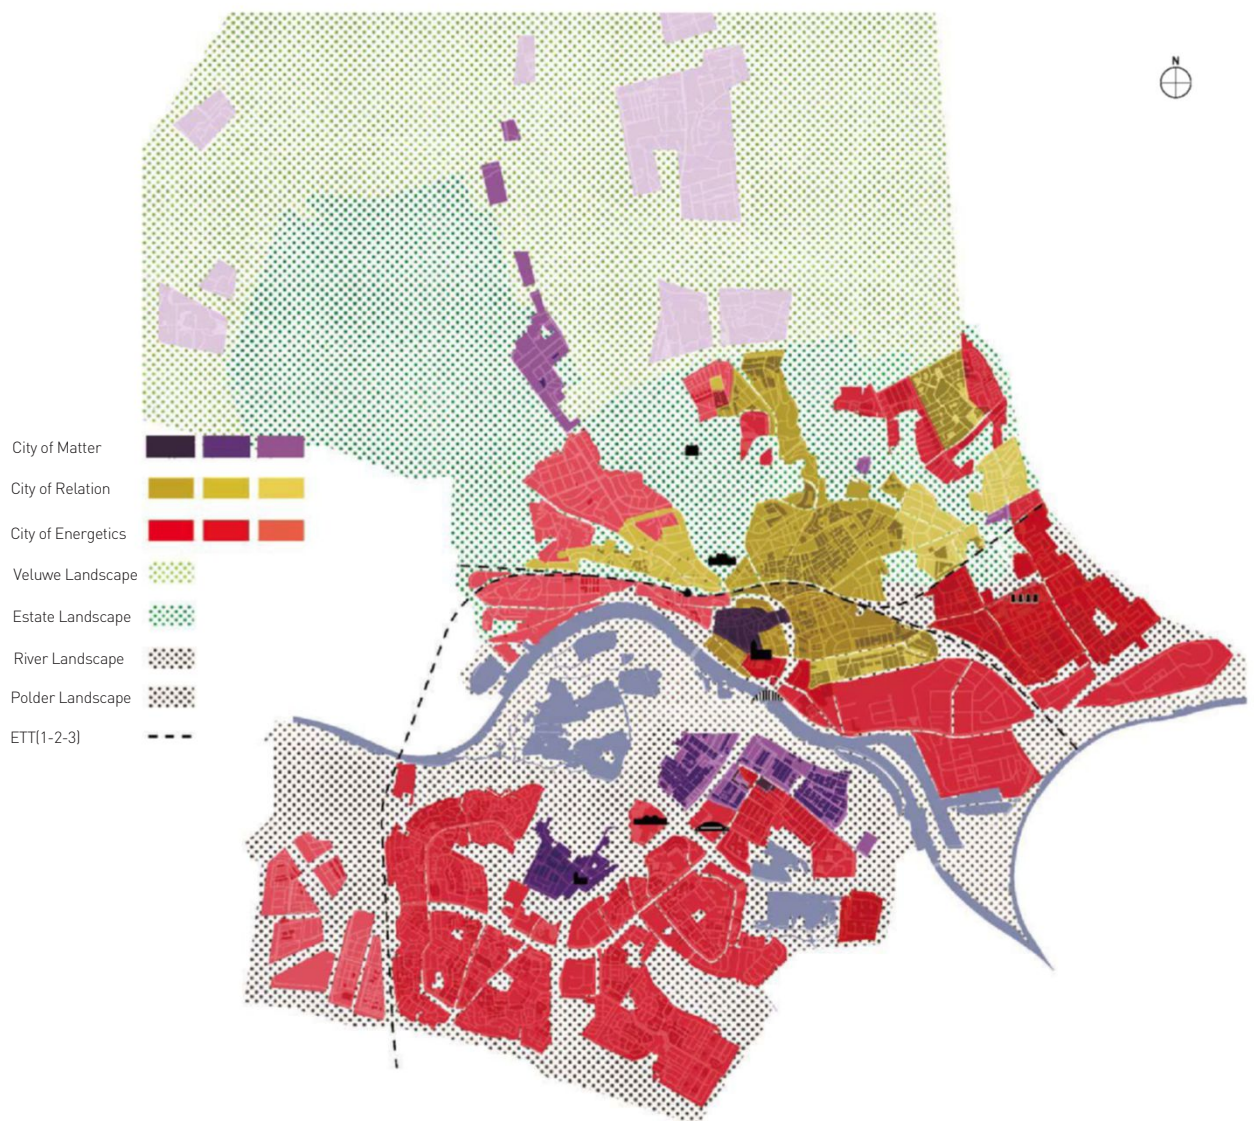 N
City of Matter
City of Relation
City of Energetics
Veluwe Landscape
Estate Landscape
River Landscape
Polder Landscape
ETT(1-2-3)